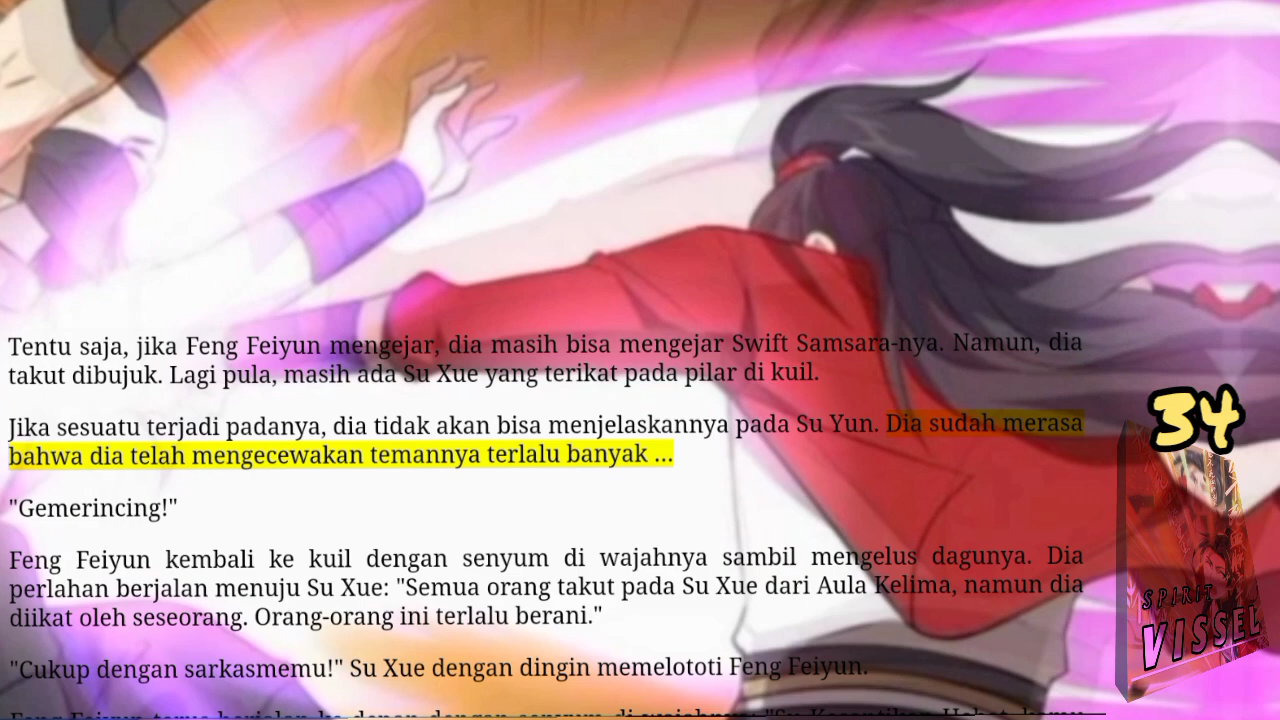 Tentu saja, jika Feng Feiyun mengejar, dia masih bisa mengejar Swift Samsara-nya. Namun, dia
takut dibujuk. Lagi pula, masih ada Su Xue yang terikat pada pilar di kuil.
Jika sesuatu terjadi padanya, dia tidak akan bisa menjelaskannya pada Su Yun. Dia sudah merasa
bahwa dia telah mengecewakan temannya terlalu banyak ...
"Gemerincing!"
Feng Feiyun kembali ke kuil dengan senyum di wajahnya sambil mengelus dagunya. Dia
perlahan berjalan menuju Su Xue: "Semua orang takut pada Su Xue dari Aula Kelima, namun dia
diikat oleh seseorang. Orang-orang ini terlalu berani."
"Cukup dengan sarkasmemu!" Su Xue dengan dingin memelototi Feng Feiyun.
34
SPIRIT
VISSEL